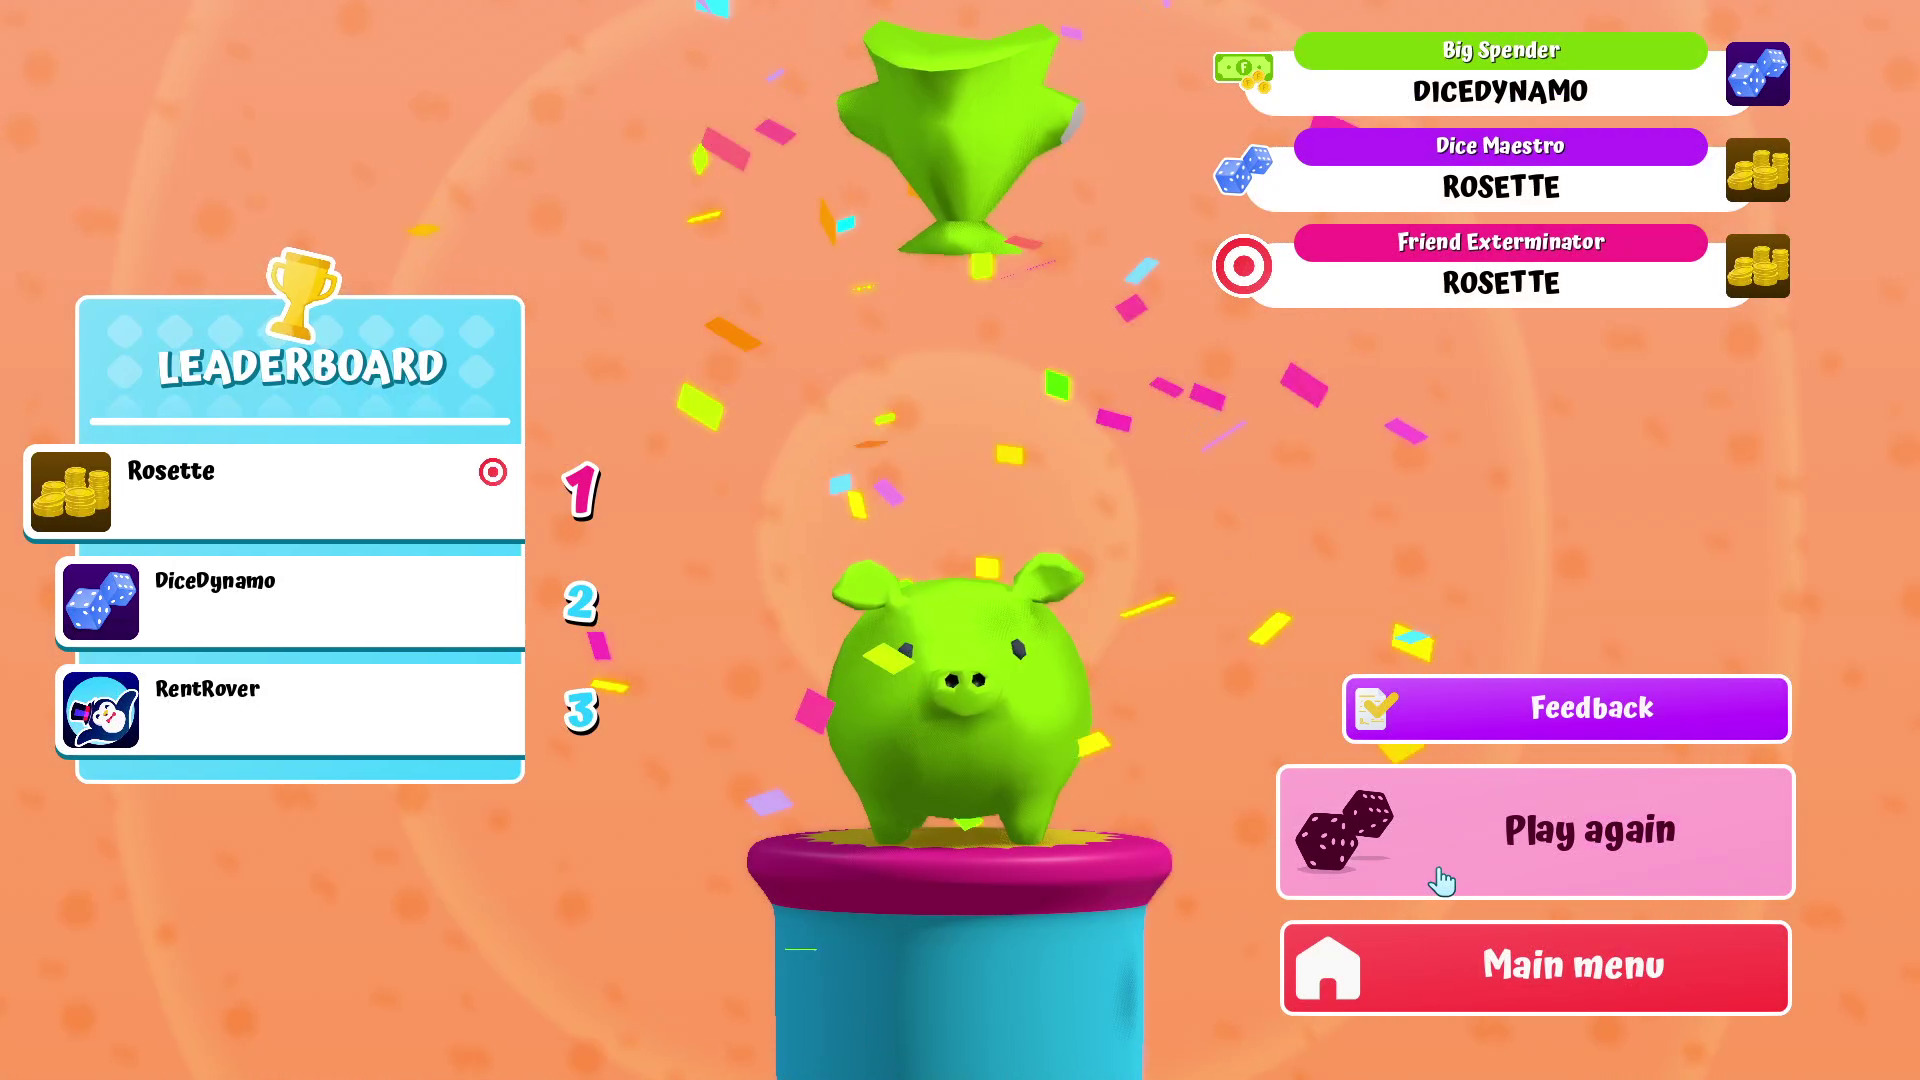 Big Spender
DICEDYNAMO
Dice Maestro
ROSETTE
Friend Exterminator
ROSETTE
LEADERBOARD
Rosette
1
DiceDynamo
2
RentRover
3
Feedback
Play again
Main menu